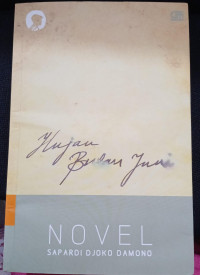 Hujan
Bulan Juni
NOVEL
SAPARDI DJOKO DAMONO